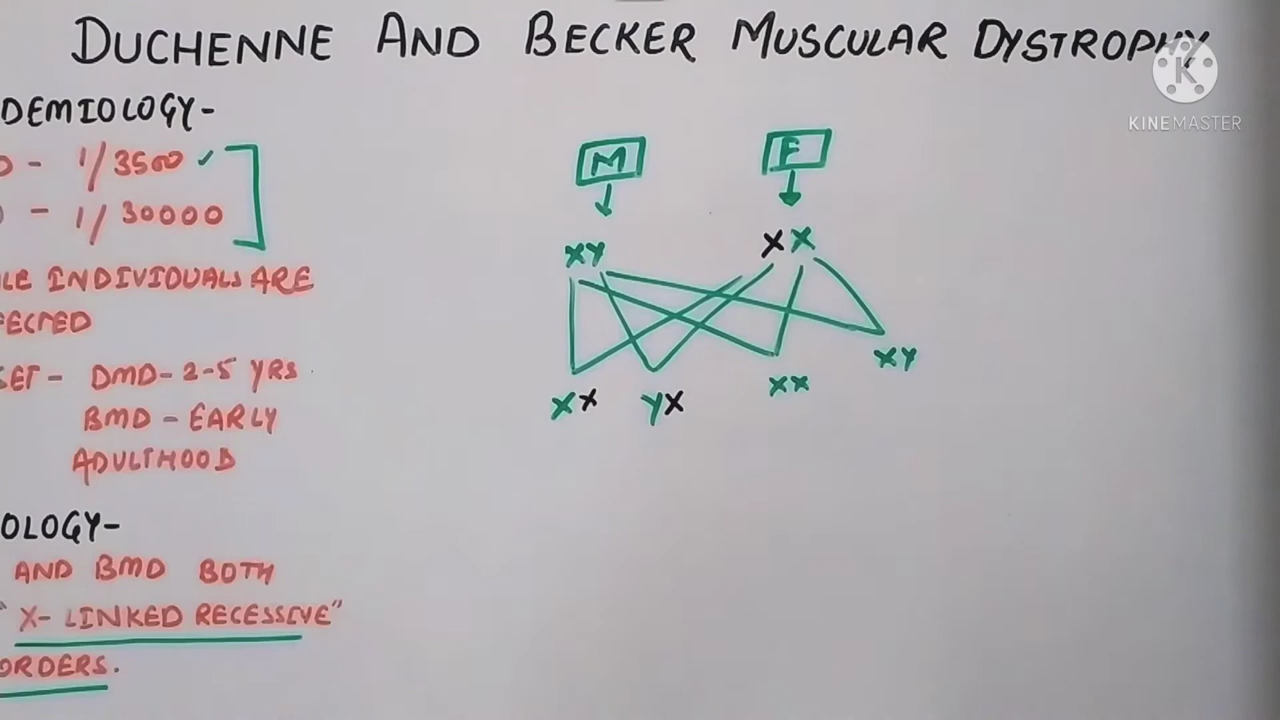 DUCHENNE AND BECKER MUSCULAR DYSTROPHY
K
KINEMASTER
DEMIOLOGY-
D - 1/3500 ✓
D - 1/30000
LE INDIVIDUALS ARE
FECTED
SET - DMD- 2-5 YRS
BMD - EARLY
ADULTHOOD
OLOGY-
AND BMD BOTH
" X- LINKED RECESSIVE"
ORDERS.
M F
XY XX
XX YX XX XY